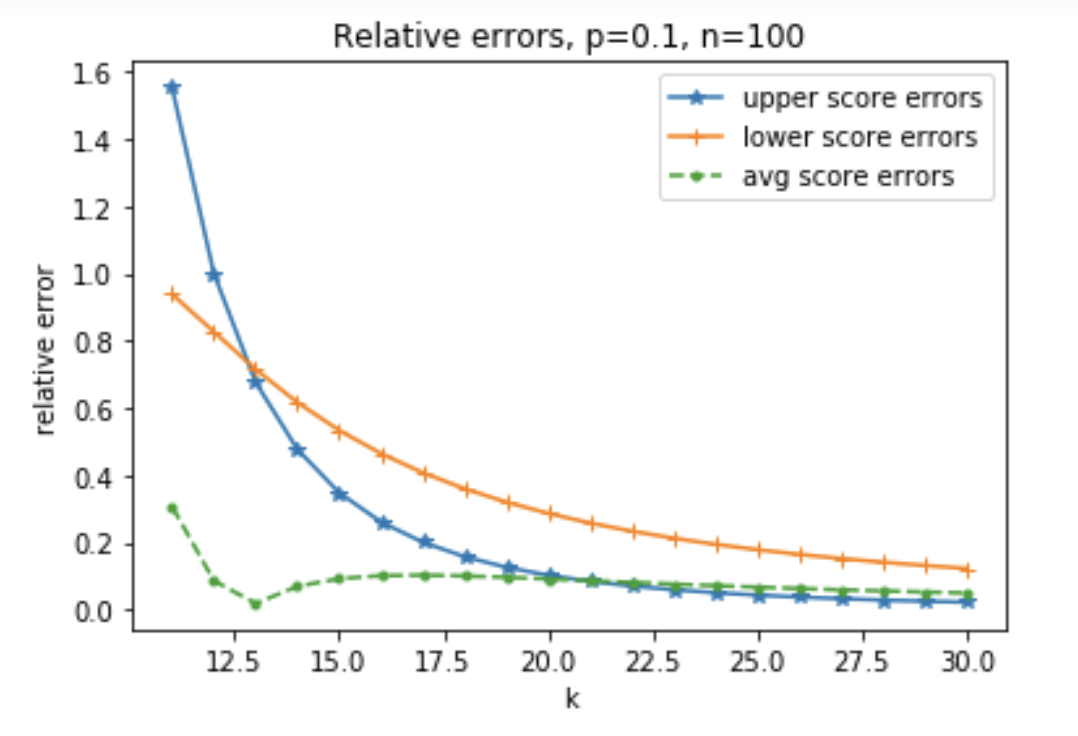 Relative errors, p=0.1, n=100
1.6
1.4
1.2
1.0
0.8
0.6
0.4
0.2
0.0
relative error
upper score errors
lower score errors
avg score errors
12.5 15.0 17.5 20.0 22.5 25.0 27.5 30.0
k